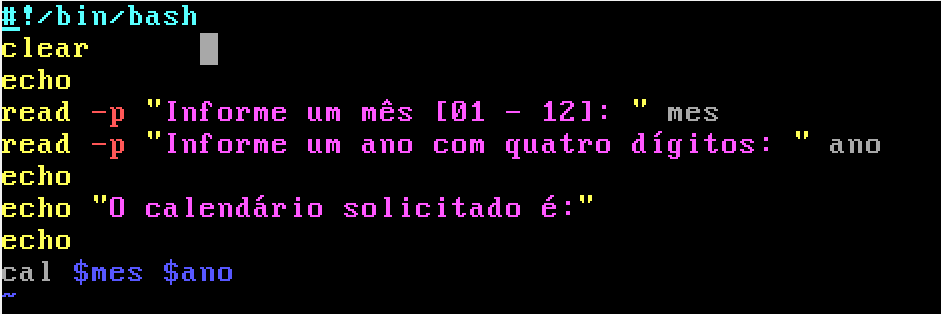 #!/bin/bash
clear
echo
read -p "Informe um mês [01 - 12]: " mes
read -p "Informe um ano com quatro dígitos: " ano
echo
echo "O calendário solicitado é:"
echo
cal $mes $ano
~